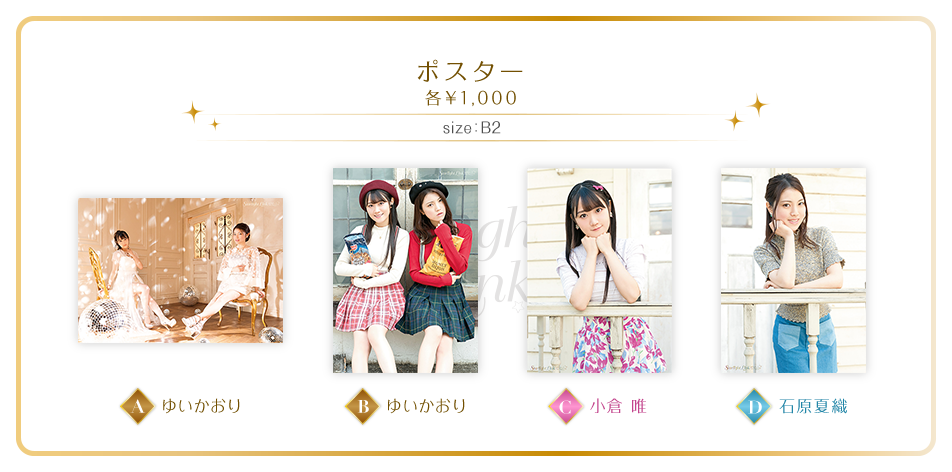 ポスター
各¥1,000
size：B2
A ゆいかおり
B ゆいかおり
C 小倉 唯
D 石原夏織